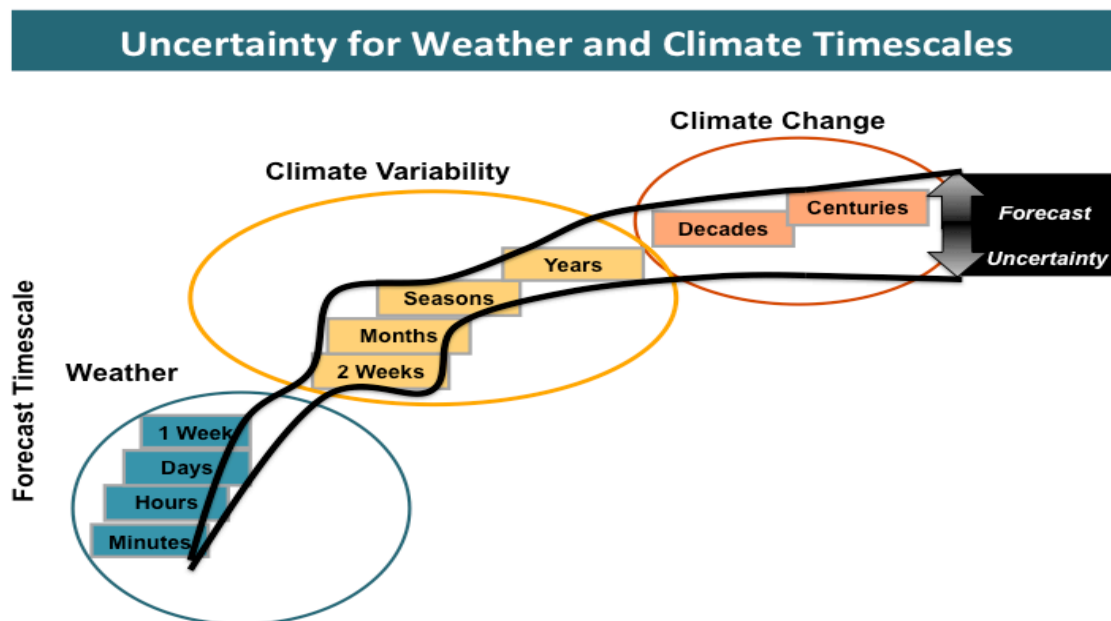 Uncertainty for Weather and Climate Timescales
Climate Change
Climate Variability
Centuries
Decades
Forecast
Uncertainty
Years
Seasons
Months
2 Weeks
Weather
1 Week
Days
Hours
Minutes
Forecast Timescale